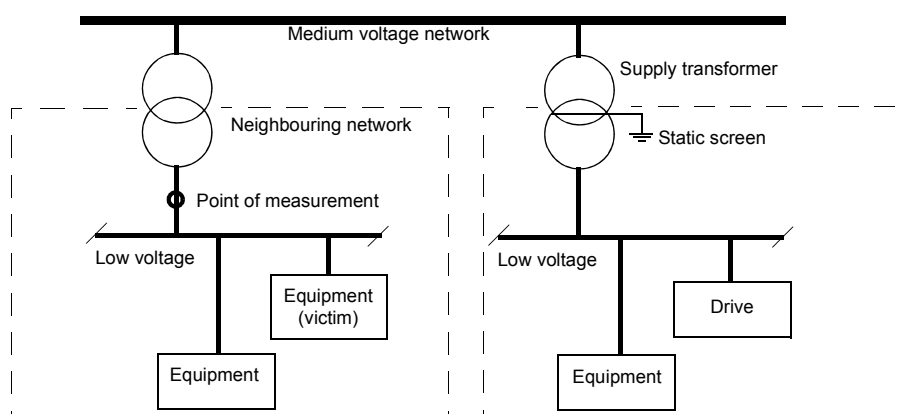 Medium voltage network
Supply transformer
Neighbouring network
Static screen
Point of measurement
Low voltage
Low voltage
Equipment
(victim)
Drive
Equipment
Equipment